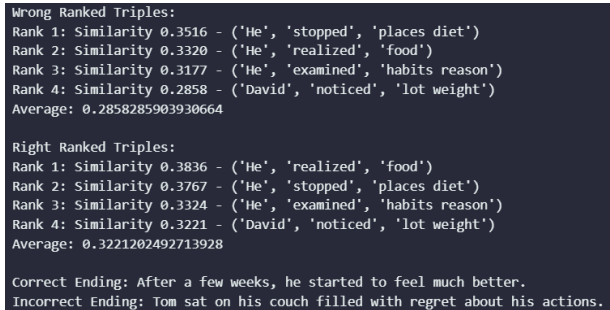 Wrong Ranked Triples:
Rank 1: Similarity 0.3516 - ('He', 'stopped', 'places diet')
Rank 2: Similarity 0.3320 - ('He', 'realized', 'food')
Rank 3: Similarity 0.3177 - ('He', 'examined', 'habits reason')
Rank 4: Similarity 0.2858 - ('David', 'noticed', 'lot weight')
Average: 0.2858285903930664
Right Ranked Triples:
Rank 1: Similarity 0.3836 - ('He', 'realized', 'food')
Rank 2: Similarity 0.3767 - ('He', 'stopped', 'places diet')
Rank 3: Similarity 0.3324 - ('He', 'examined', 'habits reason')
Rank 4: Similarity 0.3221 - ('David', 'noticed', 'lot weight')
Average: 0.3221202492713928
Correct Ending: After a few weeks, he started to feel much better.
Incorrect Ending: Tom sat on his couch filled with regret about his actions.